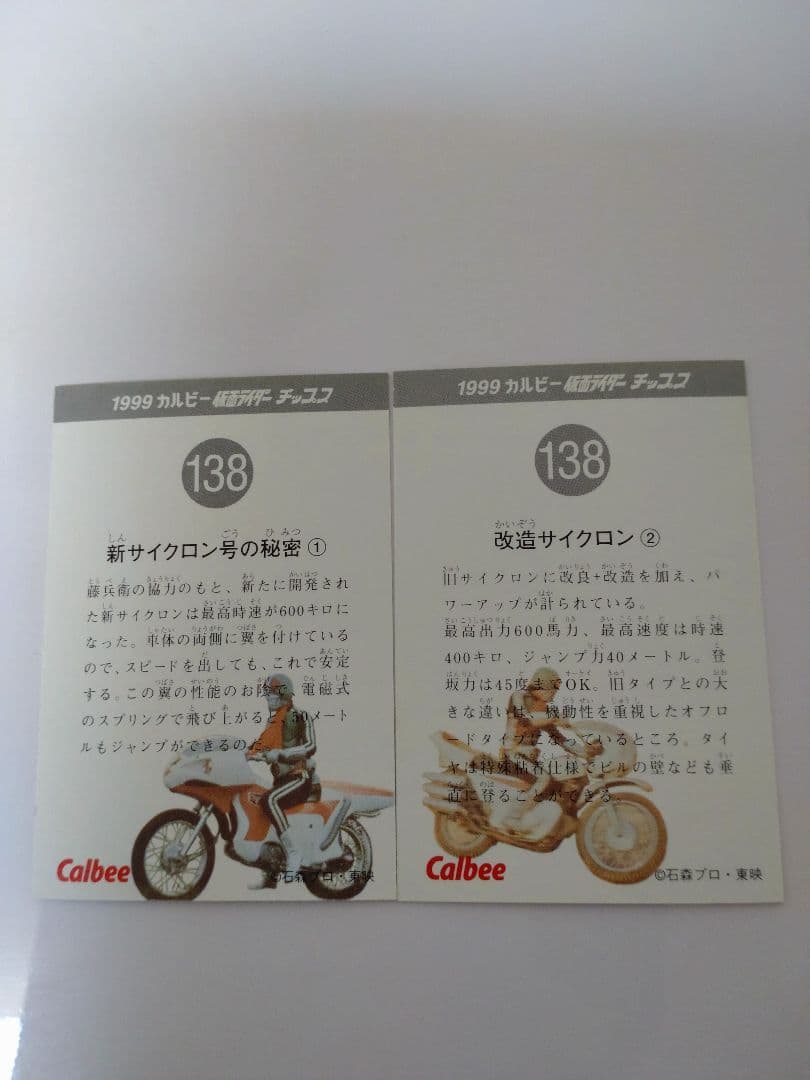 1999 カルビー 仮面ライダー チップス
138
新サイクロン号の秘密 ①
藤兵衛の協力のもと、新たに開発され
た新サイクロンは最高時速が600キロに
なった。車体の両側に翼を付けている
ので、スピードを出しても、これで安定
する。この翼の性能のお陰で、電磁式
のスプリングで飛び上がると、50メート
ルもジャンプができるのだ。
Calbee
©石森プロ・東映
1999 カルビー 仮面ライダー チップス
138
改造サイクロン ②
旧サイクロンに改良+改造を加え、パ
ワーアップが計られている。
最高出力600馬力、最高速度は時速
400キロ、ジャンプ力40メートル。登
坂力は45度までOK。旧タイプとの大
きな違いは、機動性を重視したオフロ
ードタイプになっているところ。タイ
ヤは特殊粘着仕様でビルの壁なども垂
直に登ることができる。
Calbee
©石森プロ・東映